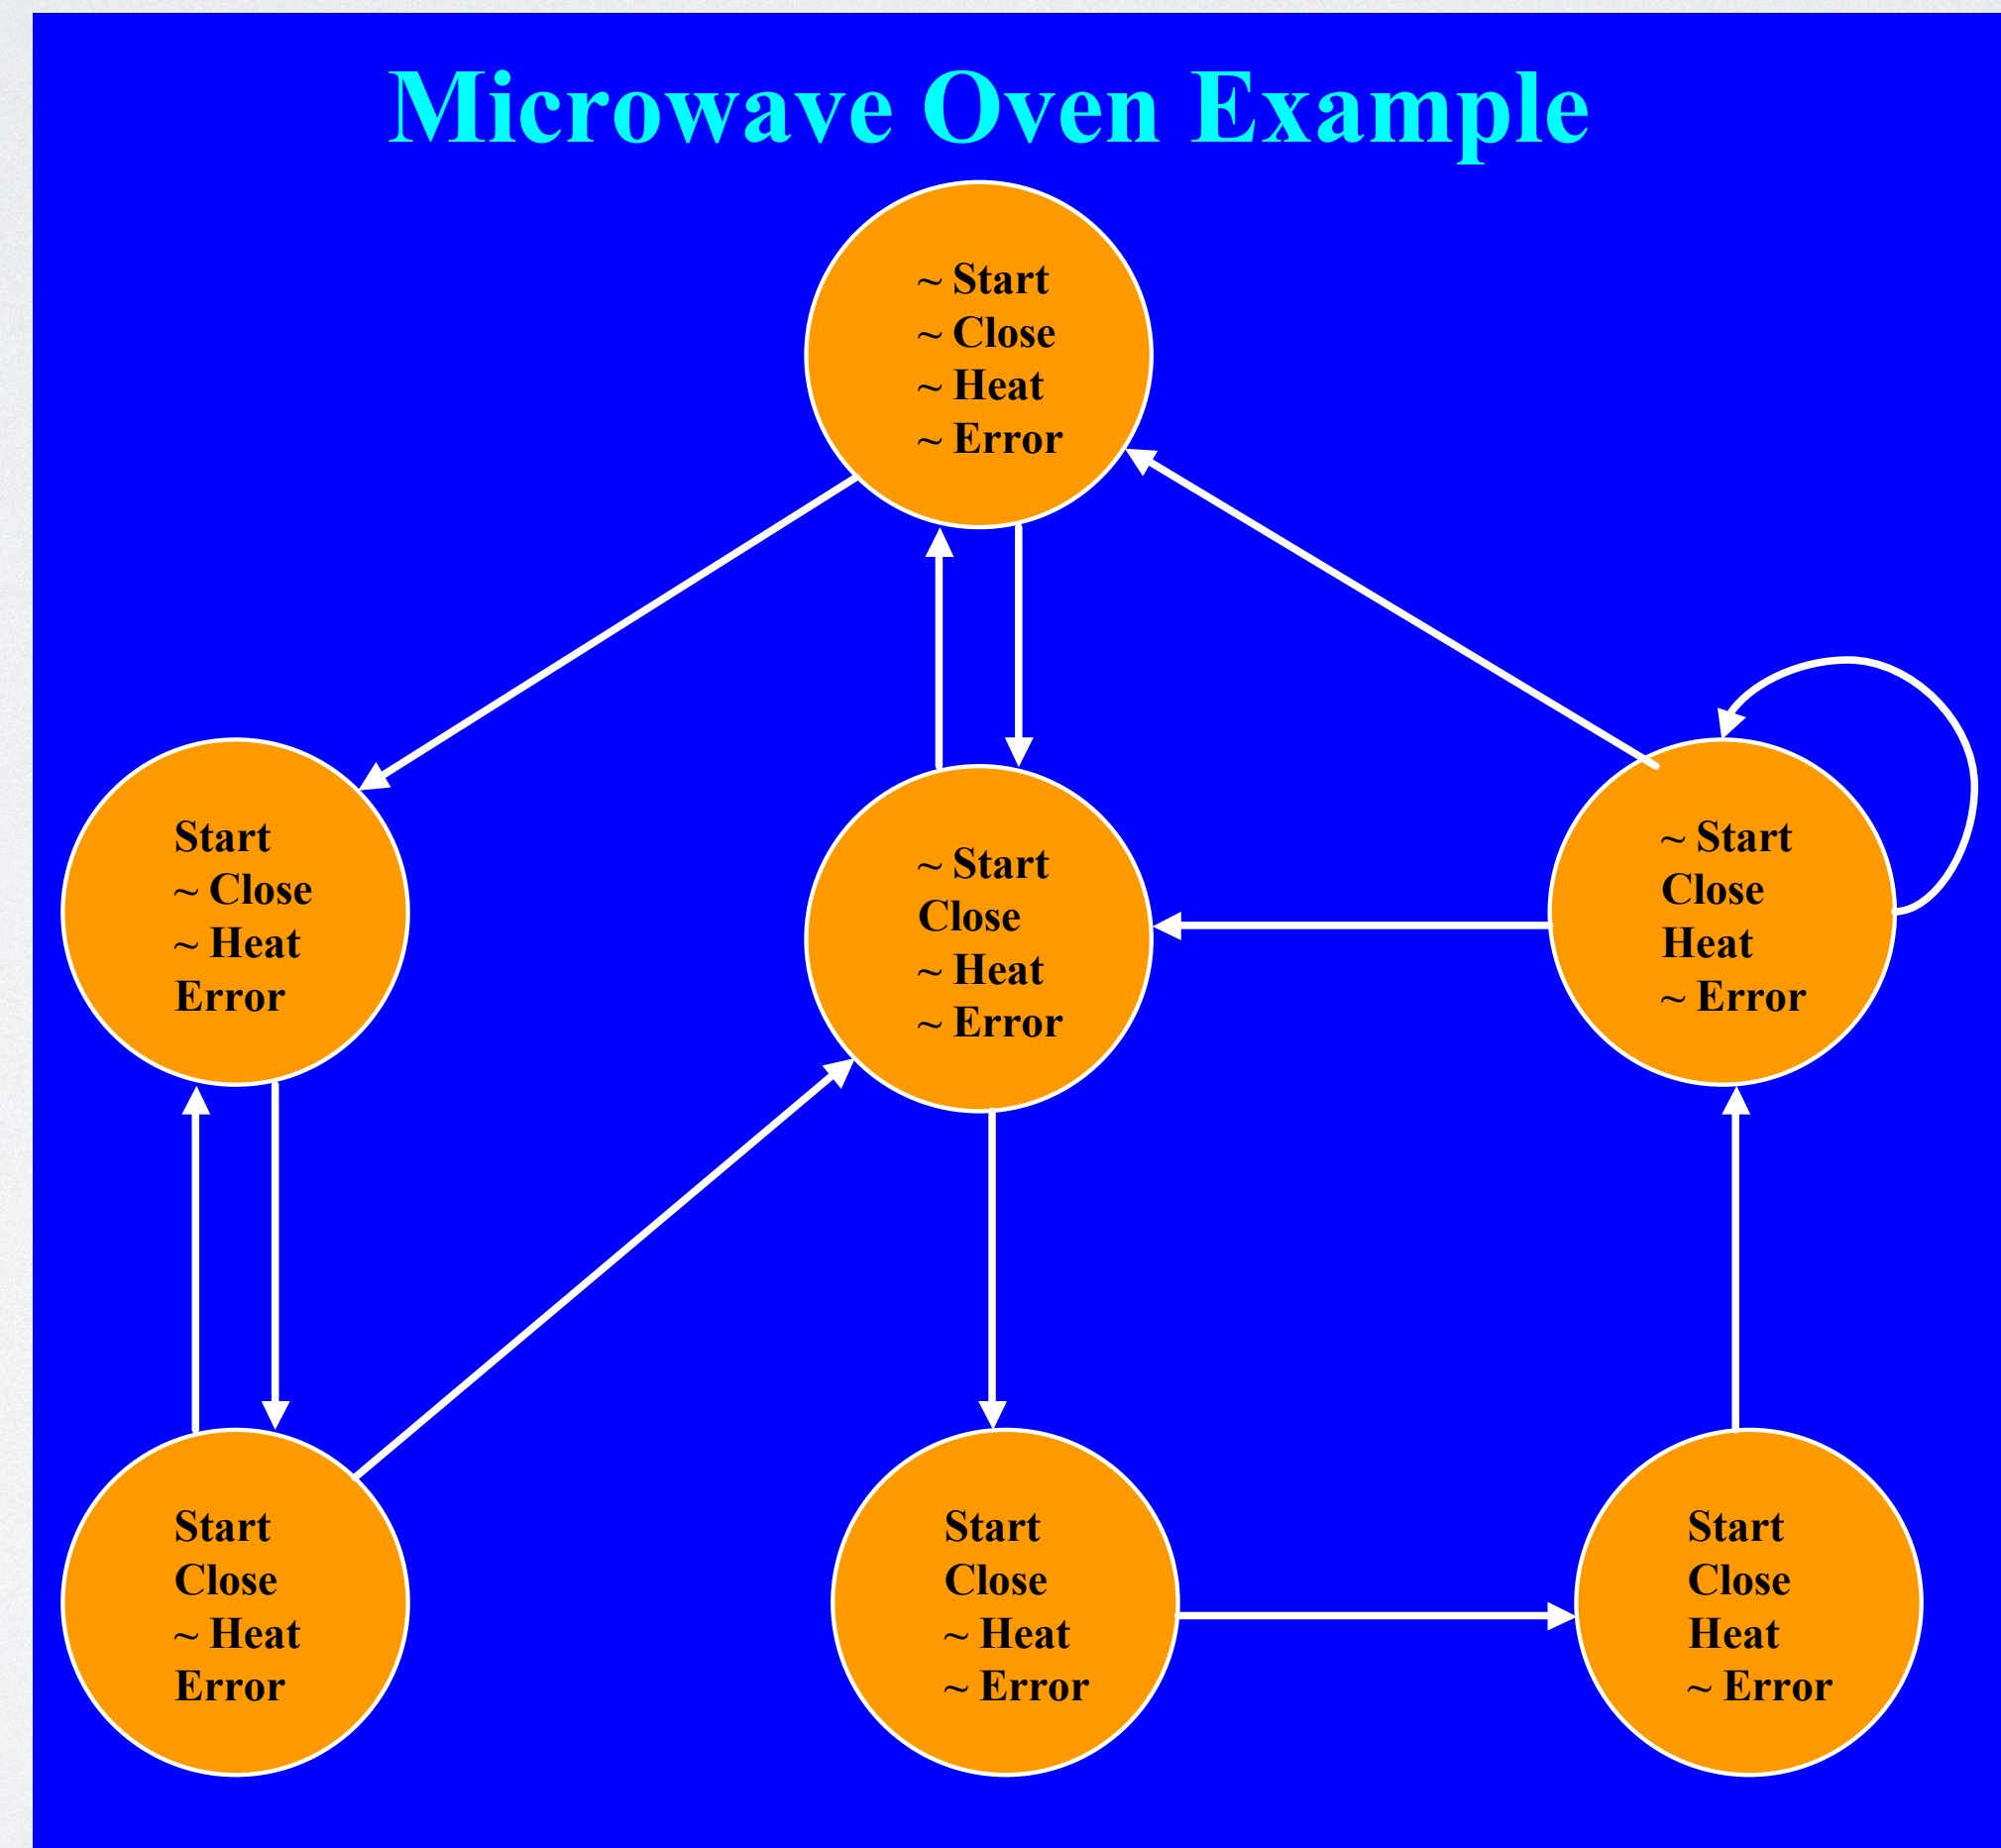 Microwave Oven Example
~ Start
~ Close
~ Heat
~ Error
Start
~ Close
~ Heat
Error
~ Start
Close
~ Heat
~ Error
~ Start
Close
Heat
~ Error
Start
Close
~ Heat
Error
Start
Close
~ Heat
~ Error
Start
Close
Heat
~ Error